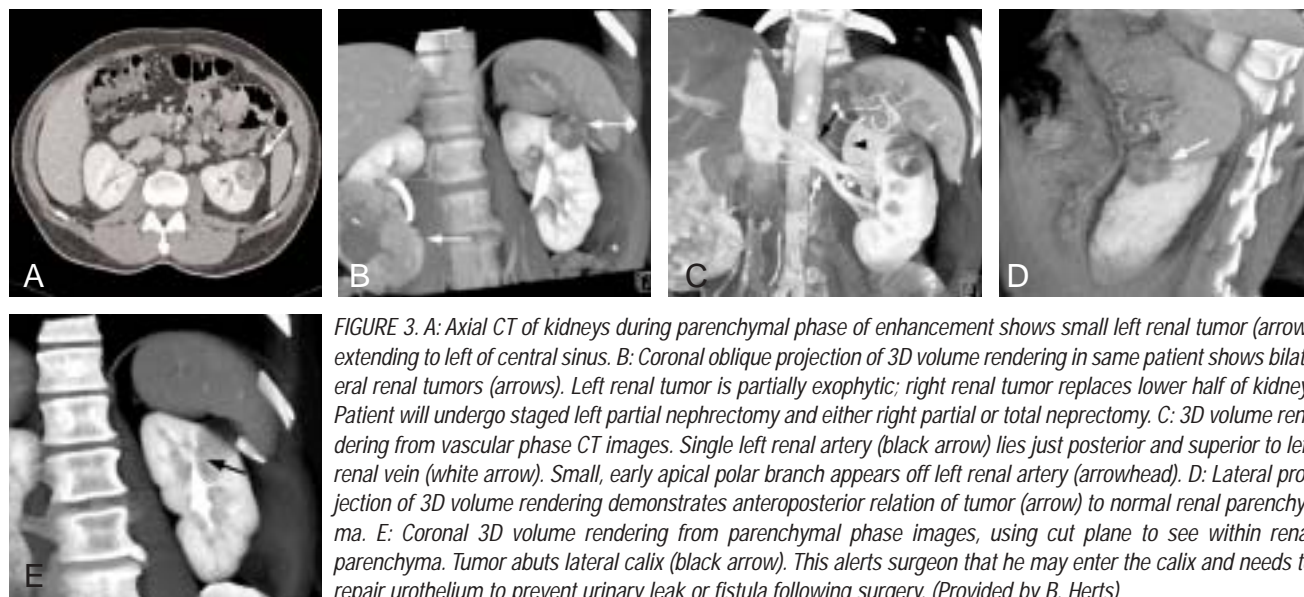 A
B
C
D
E
FIGURE 3. A: Axial CT of kidneys during parenchymal phase of enhancement shows small left renal tumor (arrow
extending to left of central sinus. B: Coronal oblique projection of 3D volume rendering in same patient shows bilat
eral renal tumors (arrows). Left renal tumor is partially exophytic; right renal tumor replaces lower half of kidney
Patient will undergo staged left partial nephrectomy and either right partial or total neprectomy. C: 3D volume ren
dering from vascular phase CT images. Single left renal artery (black arrow) lies just posterior and superior to lef
renal vein (white arrow). Small, early apical polar branch appears off left renal artery (arrowhead). D: Lateral pro
jection of 3D volume rendering demonstrates anteroposterior relation of tumor (arrow) to normal renal parenchy
ma. E: Coronal 3D volume rendering from parenchymal phase images, using cut plane to see within rena
parenchyma. Tumor abuts lateral calix (black arrow). This alerts surgeon that he may enter the calix and needs t
repair urothelium to prevent urinary leak or fistula following surgery. (Provided by B. Herts)